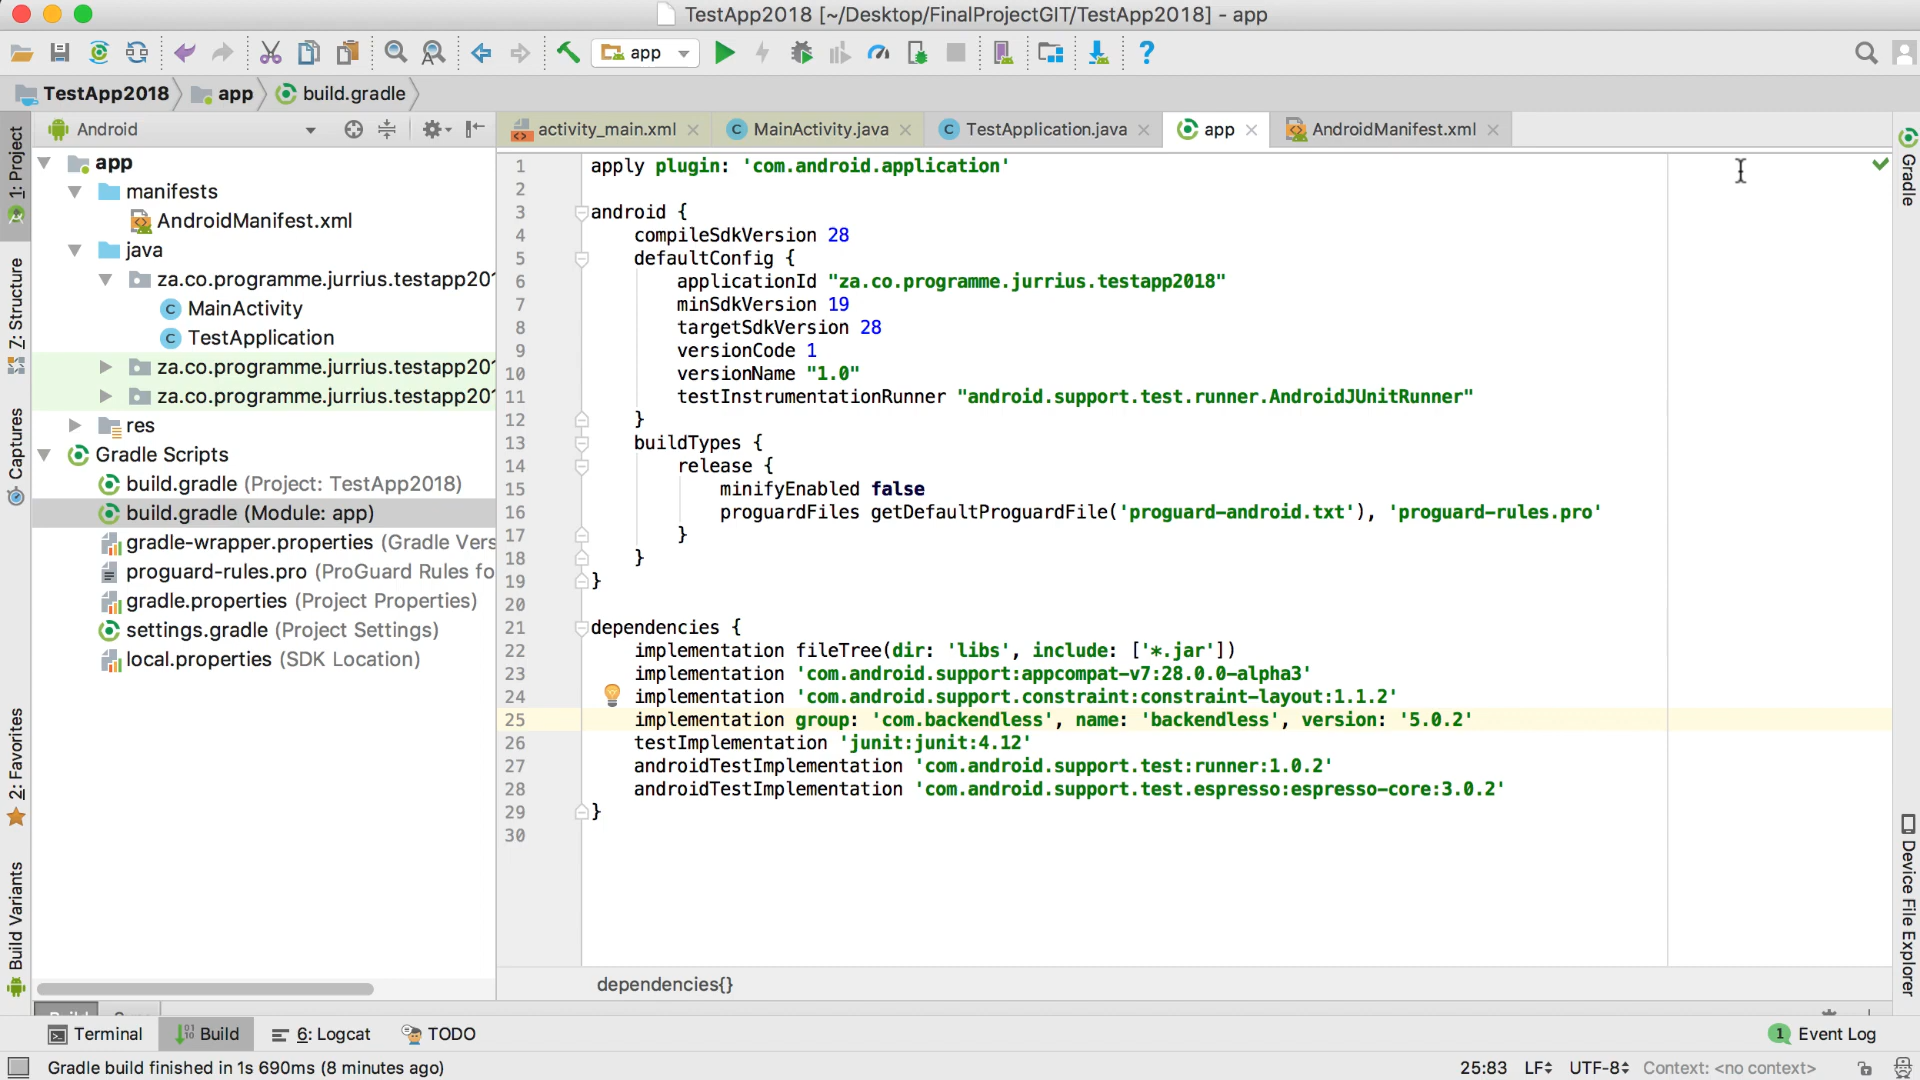 TestApp2018 [~/Desktop/FinalProjectGIT/TestApp2018] - app
app
TestApp2018
app
build.gradle
Android
activity_main.xml
MainActivity.java
TestApplication.java
app
AndroidManifest.xml
1: Project
Z: Structure
Captures
2: Favorites
Build Variants
app
manifests
AndroidManifest.xml
java
za.co.programme.jurrius.testapp20
MainActivity
TestApplication
za.co.programme.jurrius.testapp20
za.co.programme.jurrius.testapp20
res
Gradle Scripts
build.gradle (Project: TestApp2018)
build.gradle (Module: app)
gradle-wrapper.properties (Gradle Vers
proguard-rules.pro (ProGuard Rules fo
gradle.properties (Project Properties)
settings.gradle (Project Settings)
local.properties (SDK Location)
1 apply plugin: 'com.android.application'
2
3 android {
4 compileSdkVersion 28
5 defaultConfig {
6 applicationId "za.co.programme.jurrius.testapp2018"
7 minSdkVersion 19
8 targetSdkVersion 28
9 versionCode 1
10 versionName "1.0"
11 testInstrumentationRunner "android.support.test.runner.AndroidJUnitRunner"
12 }
13 buildTypes {
14 release {
15 minifyEnabled false
16 proguardFiles getDefaultProguardFile('proguard-android.txt'), 'proguard-rules.pro'
17 }
18 }
19 }
20
21 dependencies {
22 implementation fileTree(dir: 'libs', include: ['*.jar'])
23 implementation 'com.android.support:appcompat-v7:28.0.0-alpha3'
24 implementation 'com.android.support.constraint:constraint-layout:1.1.2'
25 implementation group: 'com.backendless', name: 'backendless', version: '5.0.2'
26 testImplementation 'junit:junit:4.12'
27 androidTestImplementation 'com.android.support.test:runner:1.0.2'
28 androidTestImplementation 'com.android.support.test.espresso:espresso-core:3.0.2'
29 }
30
dependencies{}
Gradle
Device File Explorer
Terminal
Build
6: Logcat
TODO
1 Event Log
Gradle build finished in 1s 690ms (8 minutes ago)
25:83
LF
UTF-8
Context: <no context>